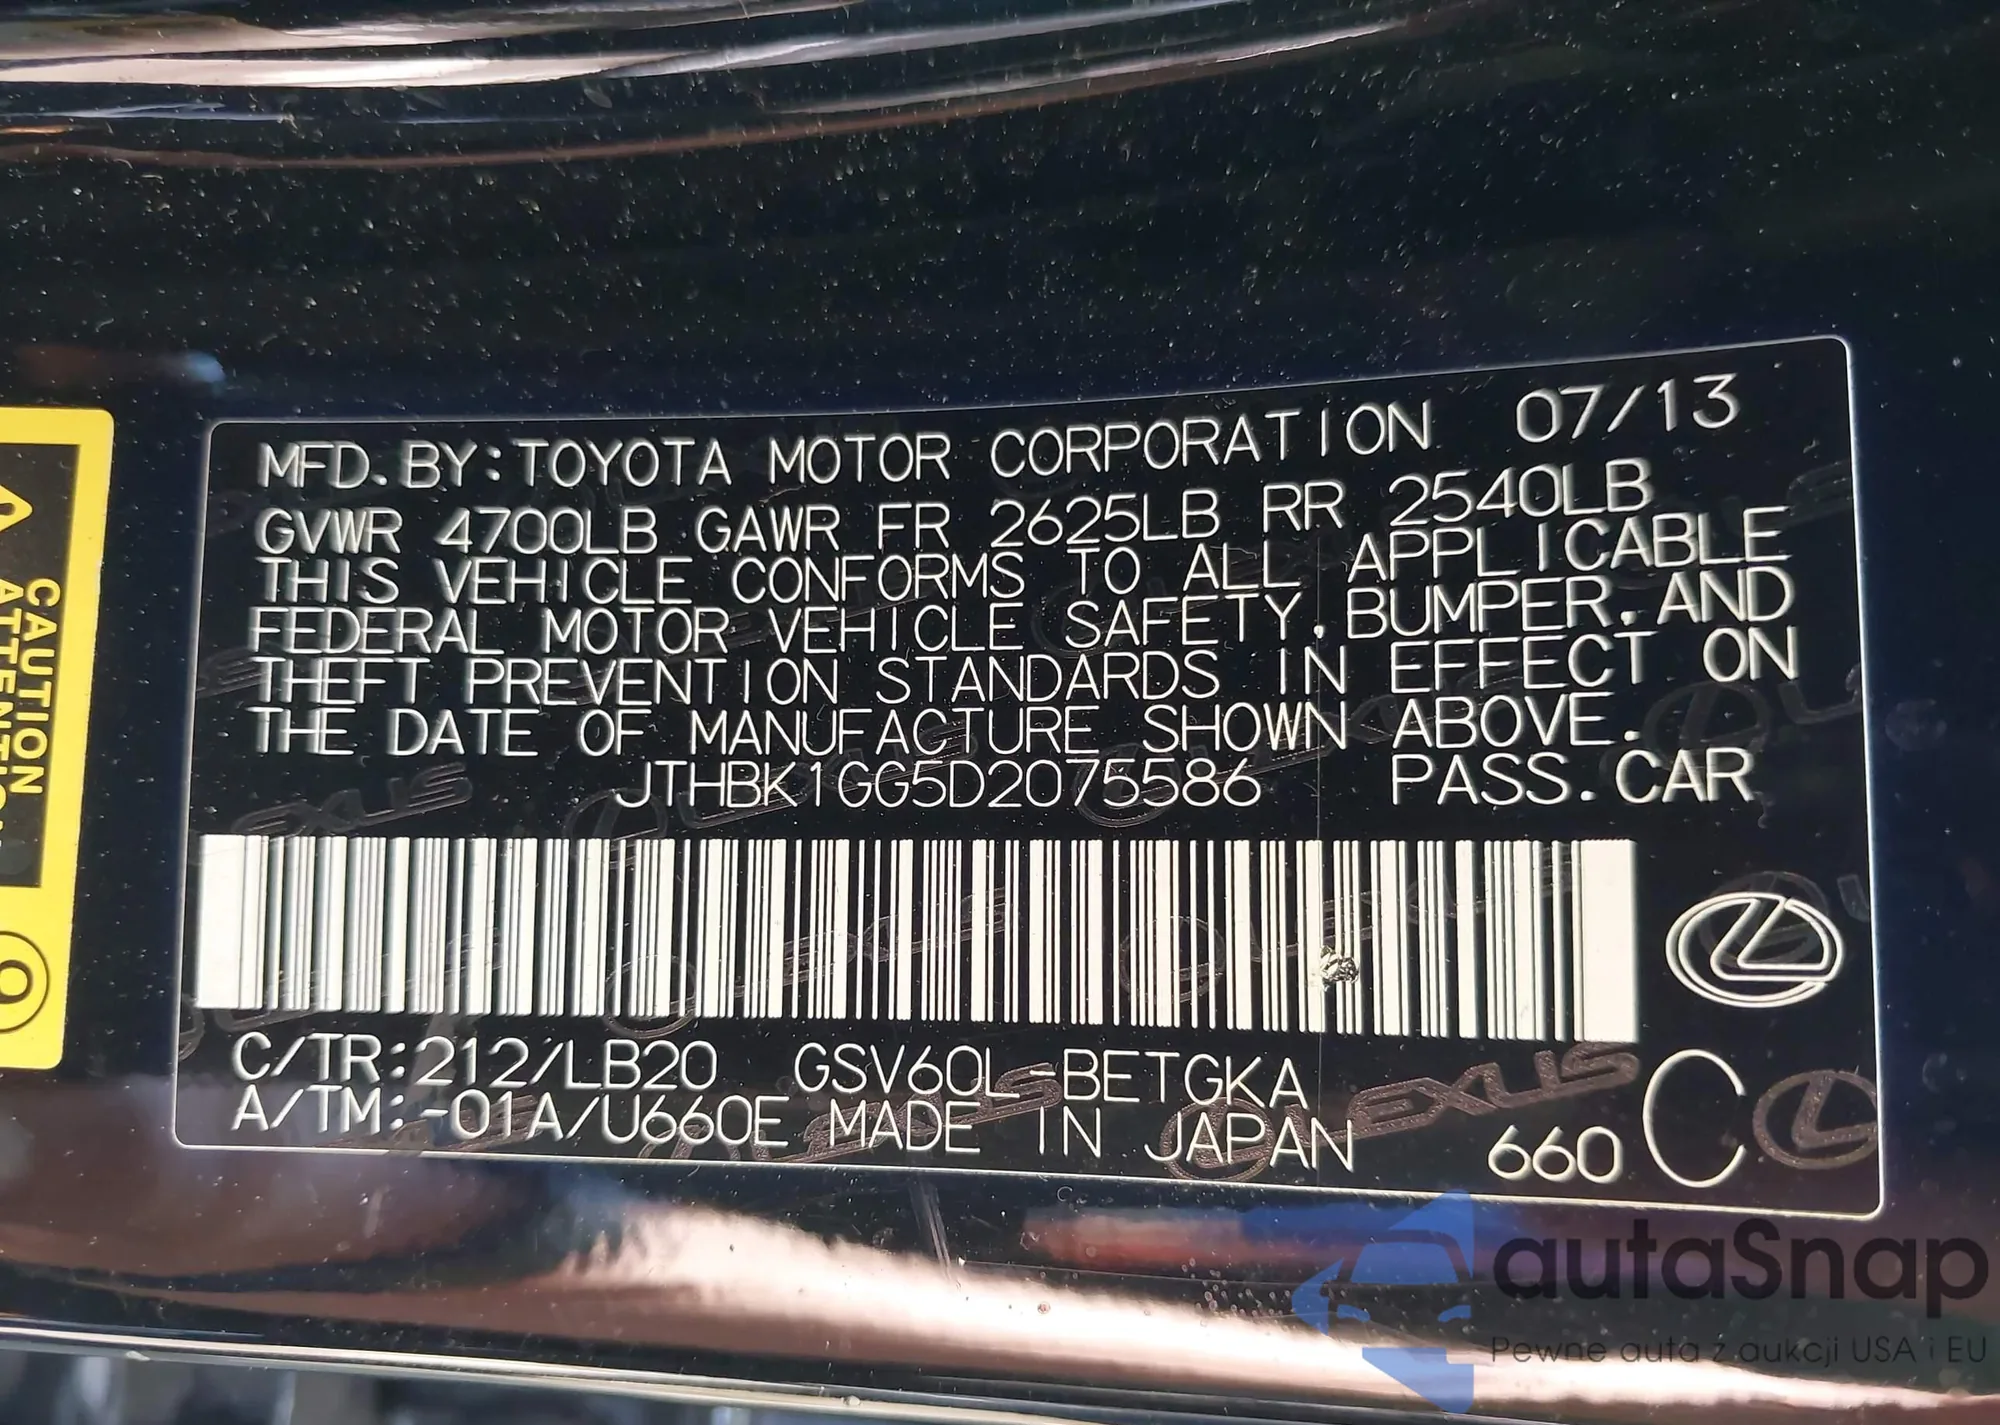 MFD. BY: TOYOTA MOTOR CORPORATION 07/13
GVWR 4700LB GAWR FR 2625LB RR 2540LB
THIS VEHICLE CONFORMS TO ALL APPLICABLE
FEDERAL MOTOR VEHICLE SAFETY, BUMPER, AND
THEFT PREVENTION STANDARDS IN EFFECT ON
THE DATE OF MANUFACTURE SHOWN ABOVE.
JTHBK1GG5D2075586 PASS. CAR
C/TR:212/LB20 GSV60L-BETGKA
A/TM:-01A/U660E MADE IN JAPAN 660 C
CAUTION
LEXUS
autaSnap
Pewne auta z aukcji USA i EU